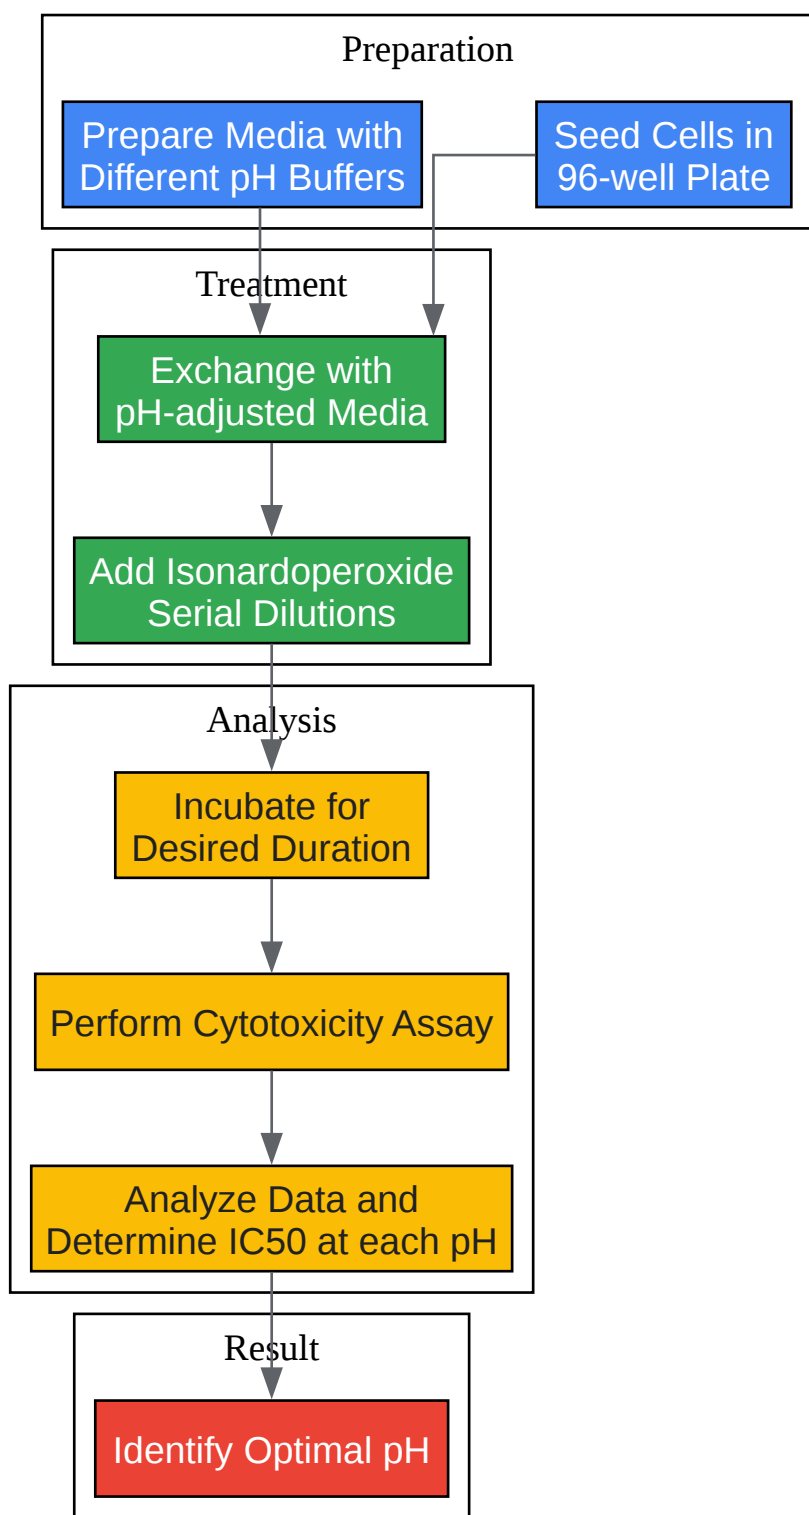 Preparation
Prepare Media with
Different pH Buffers
Seed Cells in
96-well Plate
Treatment
Exchange with
pH-adjusted Media
Add Isonardoperoxide
Serial Dilutions
Analysis
Incubate for
Desired Duration
Perform Cytotoxicity Assay
Analyze Data and
Determine IC50 at each pH
Result
Identify Optimal pH